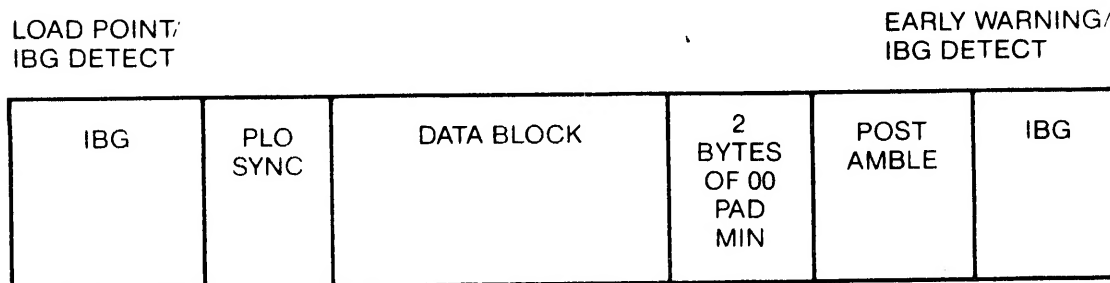 LOAD POINT/
IBG DETECT
EARLY WARNING/
IBG DETECT
IBG
PLO
SYNC
DATA BLOCK
2
BYTES
OF 00
PAD
MIN
POST
AMBLE
IBG